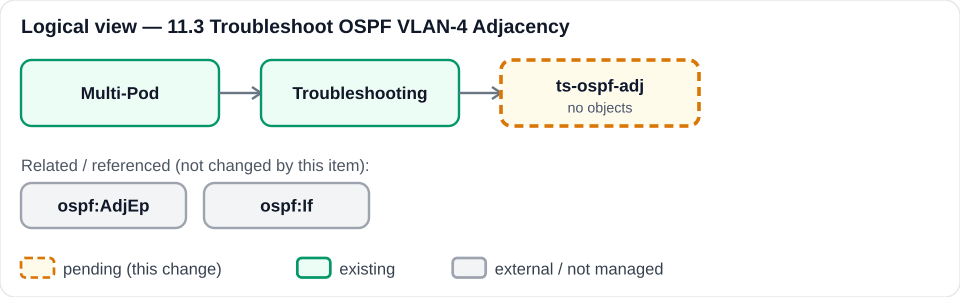 Logical view — 11.3 Troubleshoot OSPF VLAN-4 Adjacency
Multi-Pod
Troubleshooting
ts-ospf-adj
no objects
Related / referenced (not changed by this item):
ospf:AdjEp
ospf:If
pending (this change)
existing
external / not managed